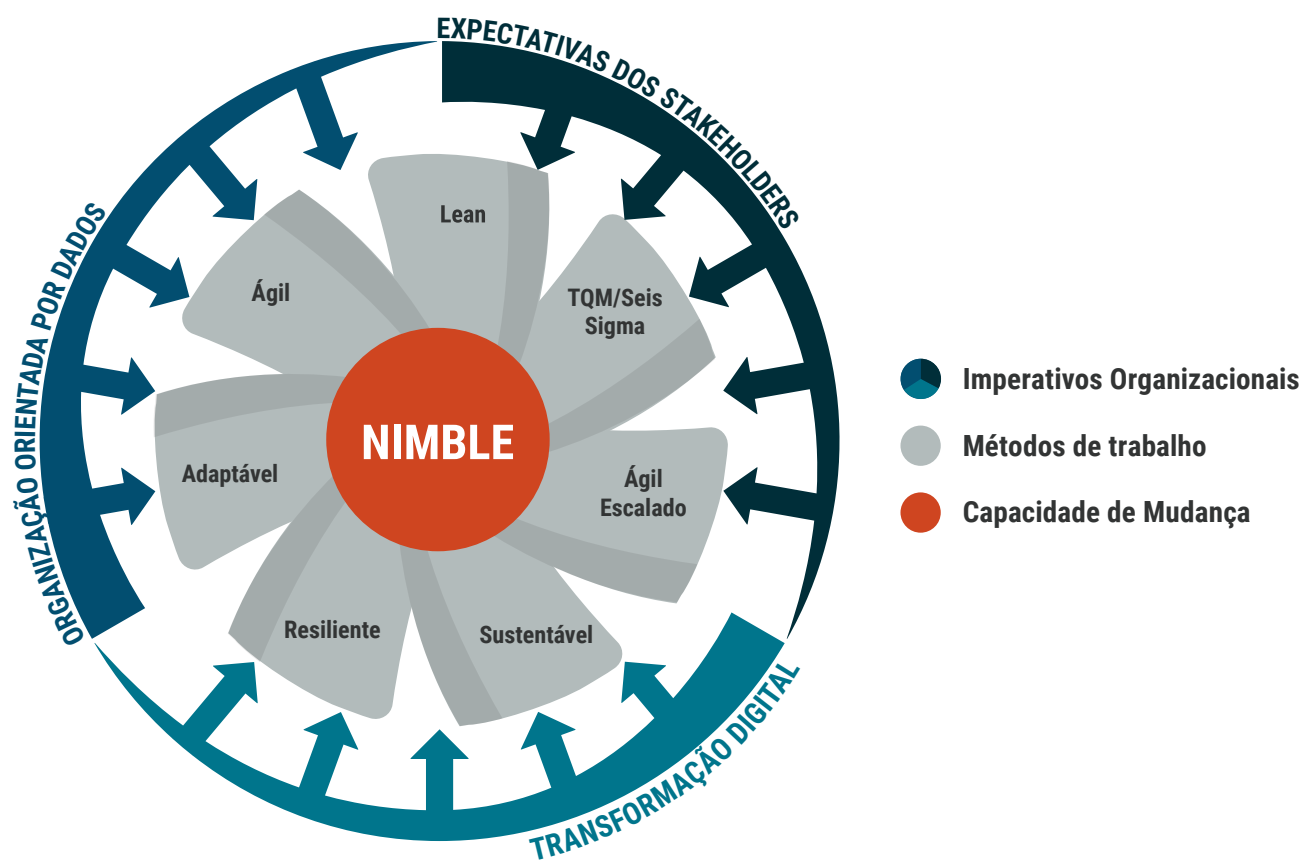 EXPECTATIVAS DOS STAKEHOLDERS
ORGANIZAÇÃO ORIENTADA POR DADOS
TRANSFORMAÇÃO DIGITAL
Lean
TQM/Seis
Sigma
Ágil
Escalado
Sustentável
Resiliente
Adaptável
Ágil
NIMBLE
Imperativos Organizacionais
Métodos de trabalho
Capacidade de Mudança